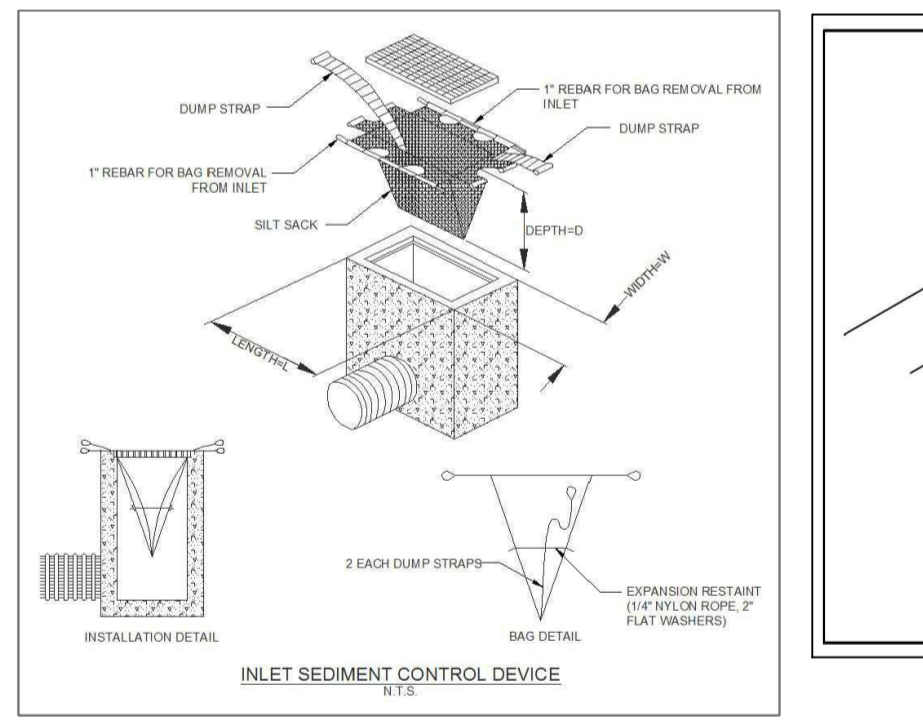 DUMP STRAP
1" REBAR FOR BAG REMOVAL FROM
INLET
DUMP STRAP
1" REBAR FOR BAG REMOVAL
FROM INLET
SILT SACK
DEPTH=D
WIDTH=W
LENGTH=L
2 EACH DUMP STRAPS
EXPANSION RESTAINT
(1/4" NYLON ROPE, 2"
FLAT WASHERS)
INSTALLATION DETAIL
BAG DETAIL
INLET SEDIMENT CONTROL DEVICE
N.T.S.